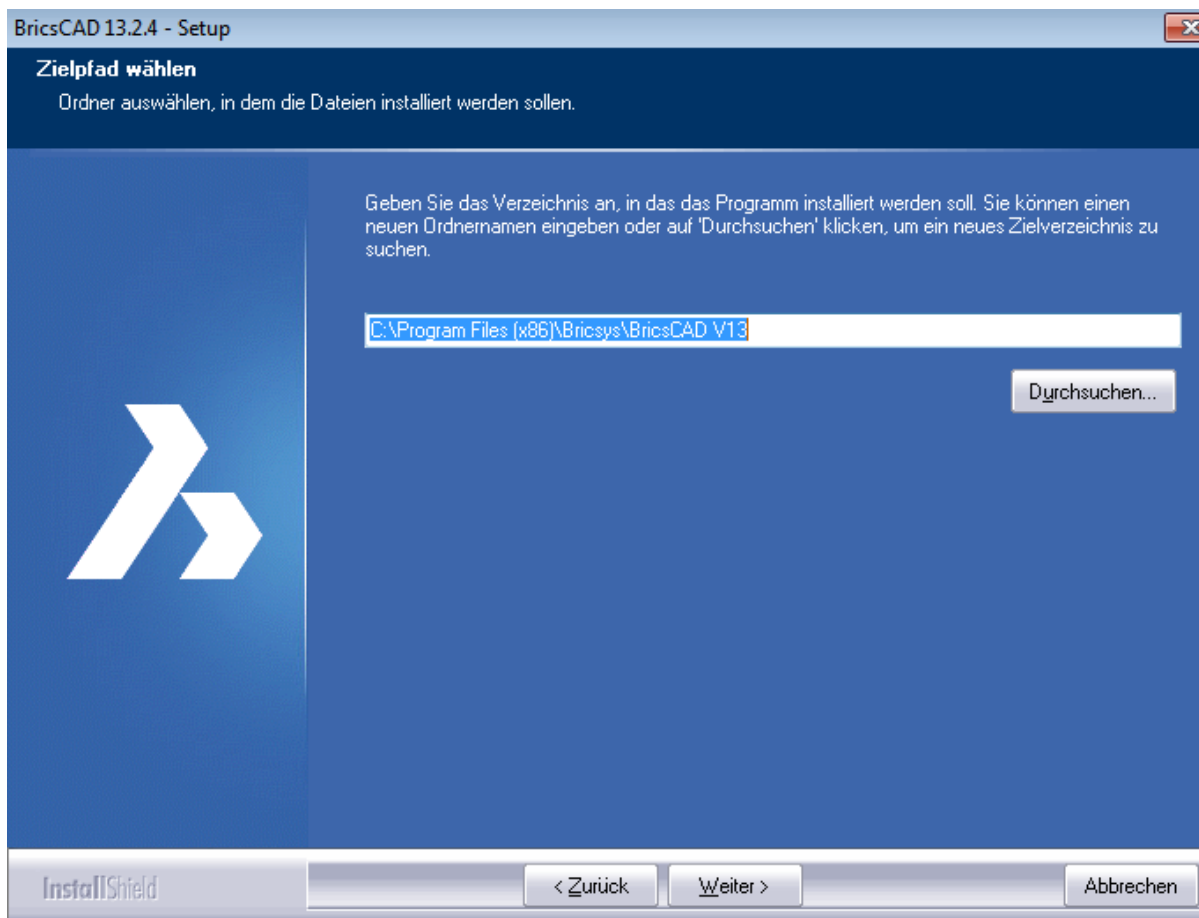 BricsCAD 13.2.4 - Setup
Zielpfad wählen
Ordner auswählen, in dem die Dateien installiert werden sollen.
Geben Sie das Verzeichnis an, in das das Programm installiert werden soll. Sie können einen
neuen Ordnernamen eingeben oder auf 'Durchsuchen' klicken, um ein neues Zielverzeichnis zu
suchen.
C:\Program Files (x86)\Bricsys\BricsCAD V13
Durchsuchen...
InstallShield
< Zurück
Weiter >
Abbrechen